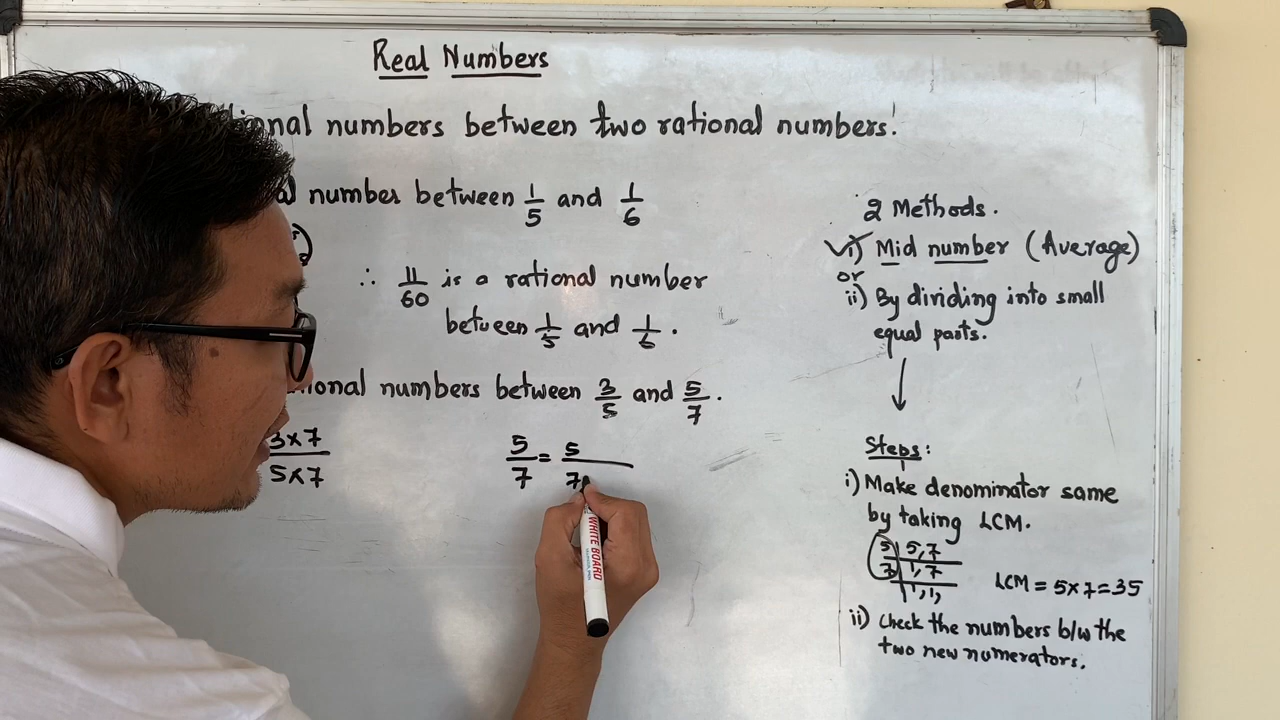 Real Numbers
numbers between two rational numbers!
number between 1/5 and 1/6
∴ 11/60 is a rational number
between 1/5 and 1/6.
numbers between 3/5 and 5/7.
3×7/5×7
5/7 = 5/7
WHITE BOARD
2 Methods.
✓i) Mid number (Average)
or
ii) By dividing into small
equal parts.
↓
Steps:
i) Make denominator same
by taking LCM.
5 | 5,7
7 | 1,7
| 1,1,
LCM = 5×7=35
ii) Check the numbers b/w the
two new numerators.